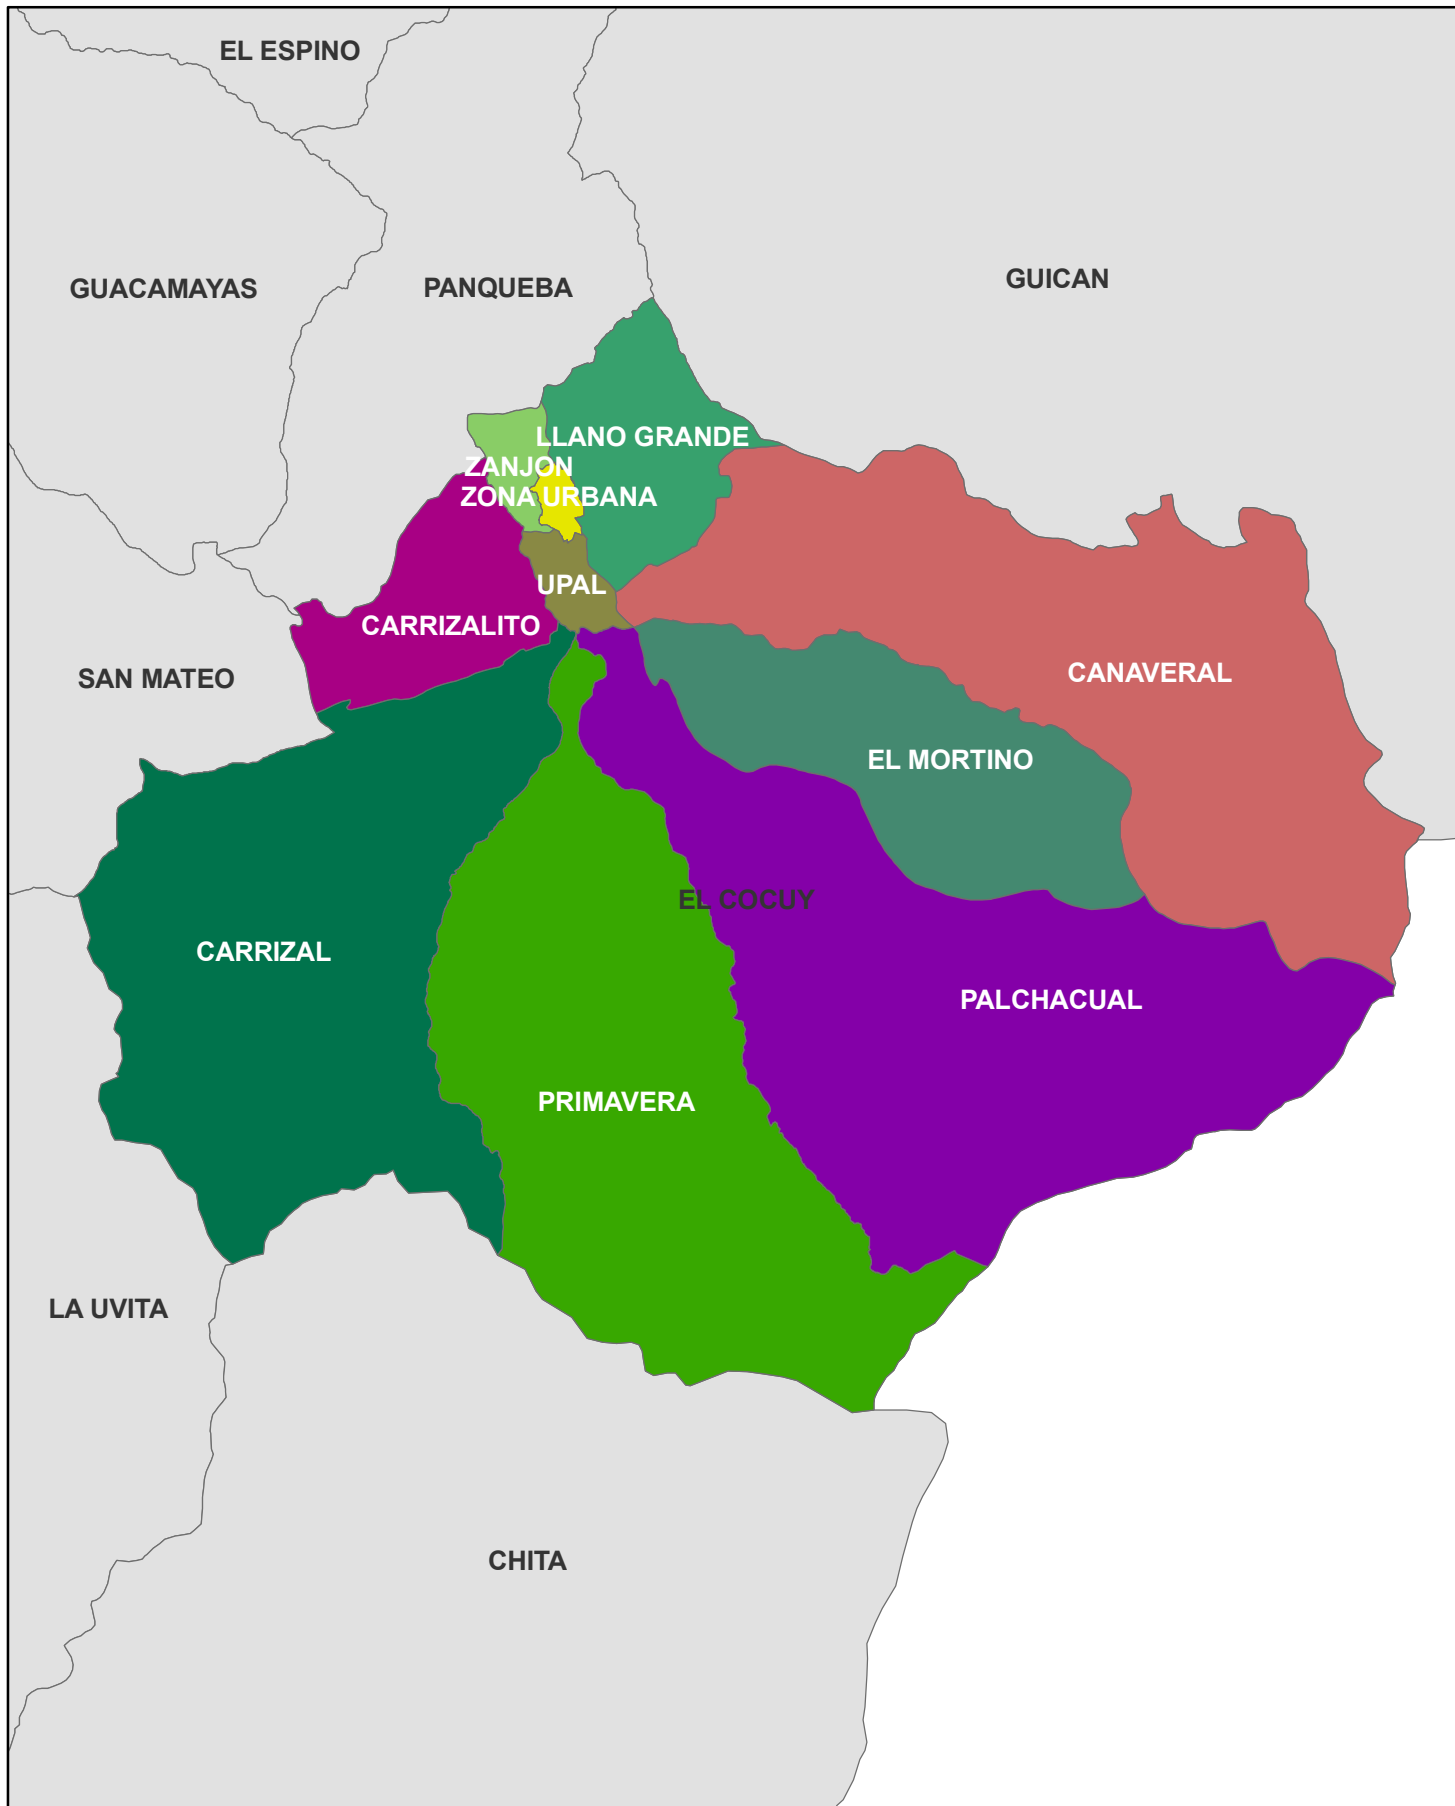 EL ESPINO
GUICAN
PANQUEBA
GUACAMAYAS
LLANO GRANDE
ZANJON
ZONA URBANA
UPAL
CARRIZALITO
CANAVERAL
SAN MATEO
EL MORTINO
EL COCUY
CARRIZAL
PALCHACUAL
PRIMAVERA
LA UVITA
CHITA